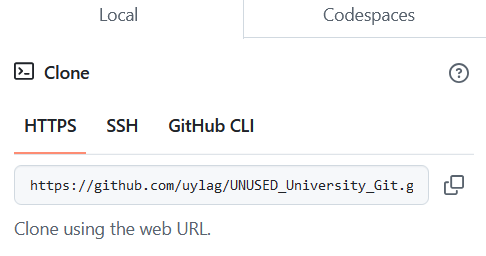 Local Codespaces
Clone
HTTPS SSH GitHub CLI
https://github.com/uylag/UNUSED_University_Git.g
Clone using the web URL.